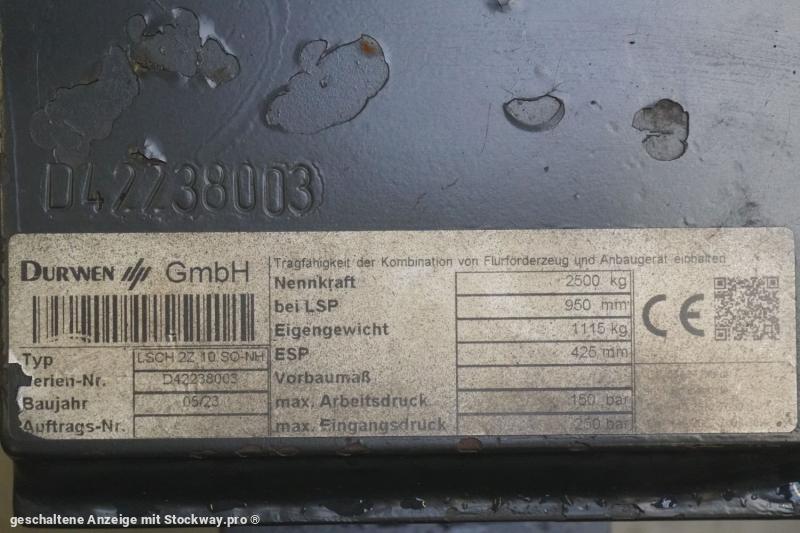 D42238003
DURWEN GmbH
Tragfähigkeit der Kombination von Flurförderzeug und Anbaugerät einhalten
Nennkraft 2500 kg
bei LSP 950 mm
Eigengewicht 1115 kg
ESP 425 mm
Vorbaumaß
max. Arbeitsdruck 150 bar
max. Eingangsdruck 250 bar
CE
Typ LSCH 2Z 10 SO-NH
Serien-Nr. D42238003
Baujahr 05/23
Auftrags-Nr.
geschaltene Anzeige mit Stockway.pro ®